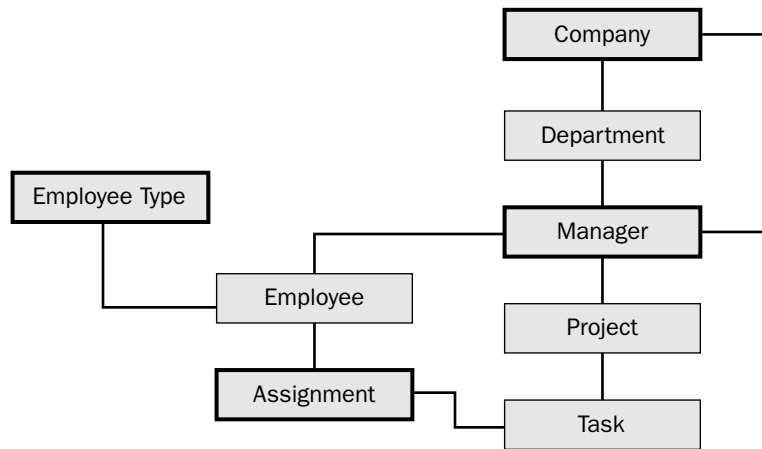 Company
Department
Employee Type
Manager
Employee
Project
Assignment
Task